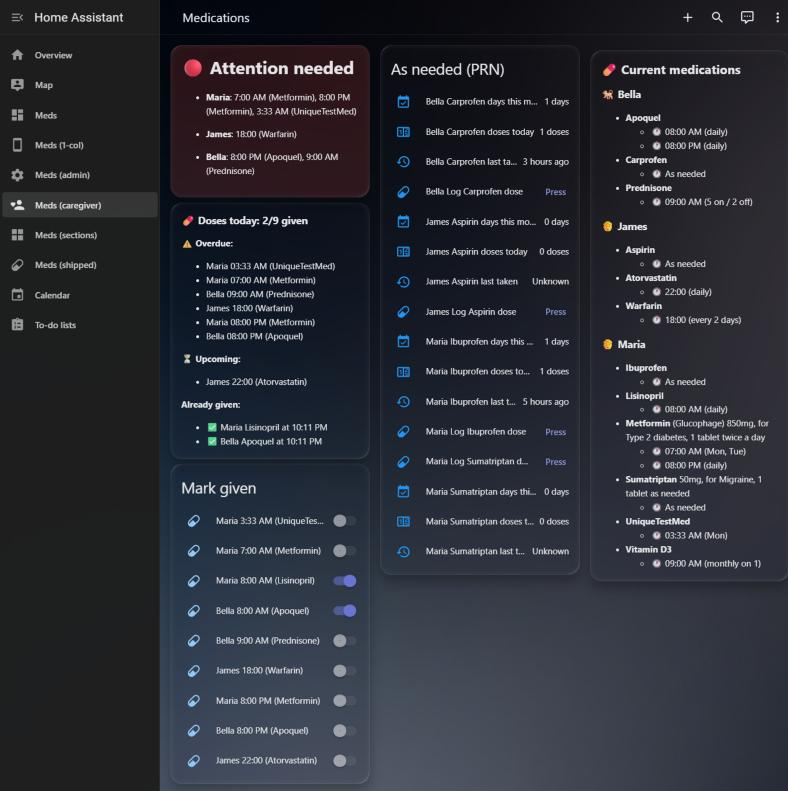 Home Assistant
Overview
Map
Meds
Meds (1-col)
Meds (admin)
Meds (caregiver)
Meds (sections)
Meds (shipped)
Calendar
To-do lists
Medications
Attention needed
Maria: 7:00 AM (Metformin), 8:00 PM
(Metformin), 3:33 AM (UniqueTestMed)
James: 18:00 (Warfarin)
Bella: 8:00 PM (Apoquel), 9:00 AM
(Prednisone)
Doses today: 2/9 given
Overdue:
Maria 03:33 AM (UniqueTestMed)
Maria 07:00 AM (Metformin)
Bella 09:00 AM (Prednisone)
James 18:00 (Warfarin)
Maria 08:00 PM (Metformin)
Bella 08:00 PM (Apoquel)
Upcoming:
James 22:00 (Atorvastatin)
Already given:
Maria Lisinopril at 10:11 PM
Bella Apoquel at 10:11 PM
Mark given
Maria 3:33 AM (UniqueTes...
Maria 7:00 AM (Metformin)
Maria 8:00 AM (Lisinopril)
Bella 8:00 AM (Apoquel)
Bella 9:00 AM (Prednisone)
James 18:00 (Warfarin)
Maria 8:00 PM (Metformin)
Bella 8:00 PM (Apoquel)
James 22:00 (Atorvastatin)
As needed (PRN)
Bella Carprofen days this m... 1 days
Bella Carprofen doses today 1 doses
Bella Carprofen last ta... 3 hours ago
Bella Log Carprofen dose Press
James Aspirin days this mo... 0 days
James Aspirin doses today 0 doses
James Aspirin last taken Unknown
James Log Aspirin dose Press
Maria Ibuprofen days this ... 1 days
Maria Ibuprofen doses to... 1 doses
Maria Ibuprofen last t... 5 hours ago
Maria Log Ibuprofen dose Press
Maria Log Sumatriptan d... Press
Maria Sumatriptan days thi... 0 days
Maria Sumatriptan doses t... 0 doses
Maria Sumatriptan last t... Unknown
Current medications
Bella
Apoquel
08:00 AM (daily)
08:00 PM (daily)
Carprofen
As needed
Prednisone
09:00 AM (5 on / 2 off)
James
Aspirin
As needed
Atorvastatin
22:00 (daily)
Warfarin
18:00 (every 2 days)
Maria
Ibuprofen
As needed
Lisinopril
08:00 AM (daily)
Metformin (Glucophage) 850mg, for
Type 2 diabetes, 1 tablet twice a day
07:00 AM (Mon, Tue)
08:00 PM (daily)
Sumatriptan 50mg, for Migraine, 1
tablet as needed
As needed
UniqueTestMed
03:33 AM (Mon)
Vitamin D3
09:00 AM (monthly on 1)